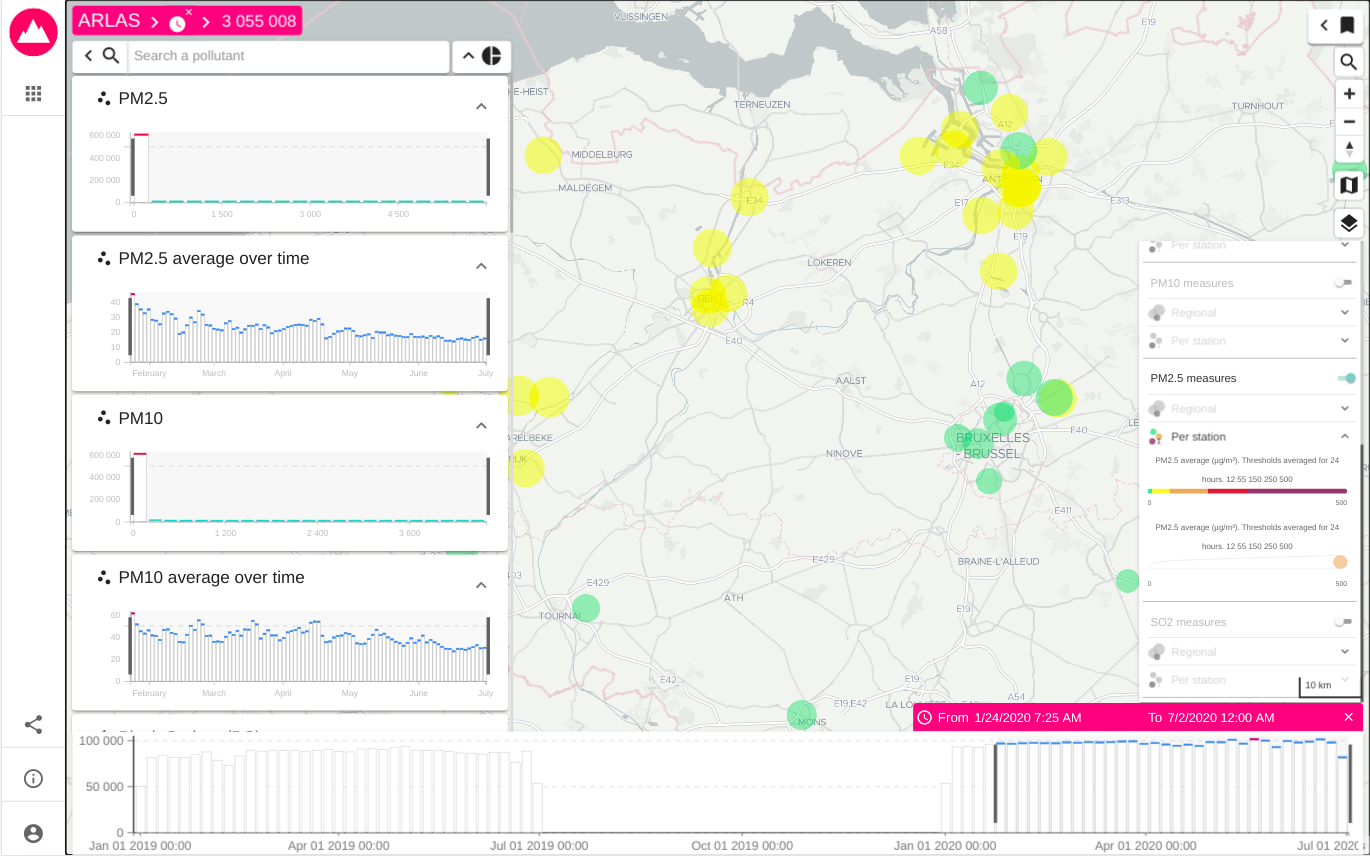 ARLAS
3 055 008
Search a pollutant
PM2.5
600 000
400 000
200 000
0
0
1 500
3 000
4 500
PM2.5 average over time
40
30
20
10
0
February
March
April
May
June
July
PM10
600 000
400 000
200 000
0
0
1 200
2 400
3 600
PM10 average over time
60
40
20
0
February
March
April
May
June
July
VLISSINGEN
A58
E19
KE-HEIST
TERNEUZEN
TURNHOUT
A12
MIDDELBURG
E34
MALDEGEM
E34
E17
E313
E19
LOKEREN
GENT
R4
E40
AALST
A12
ARELBEKE
E40
BRUXELLES
- BRUSSEL
NINOVE
E411
E429
BRAINE-L'ALLEUD
E429
ATH
TOURNAI
E19
E42
E19;E42
A54
MONS
Per station
PM10 measures
Regional
Per station
PM2.5 measures
Regional
Per station
PM2.5 average (µg/m³). Thresholds averaged for 24
hours. 12 55 150 250 500
0
500
PM2.5 average (µg/m³). Thresholds averaged for 24
hours. 12 55 150 250 500
0
500
SO2 measures
Regional
Per station
10 km
From 1/24/2020 7:25 AM
To 7/2/2020 12:00 AM
100 000
50 000
0
Jan 01 2019 00:00
Apr 01 2019 00:00
Jul 01 2019 00:00
Oct 01 2019 00:00
Jan 01 2020 00:00
Apr 01 2020 00:00
Jul 01 2020